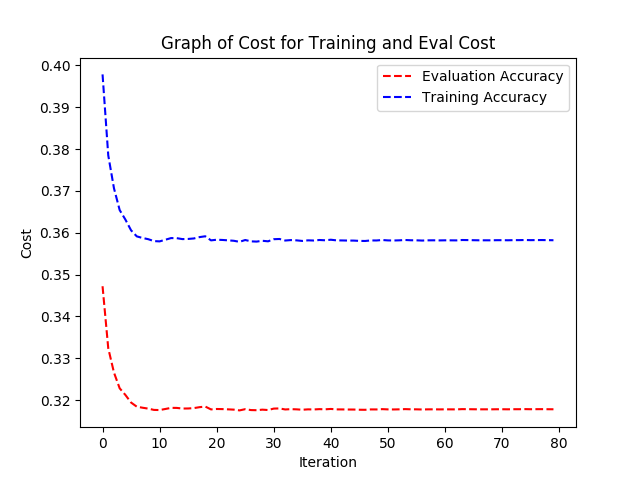 Graph of Cost for Training and Eval Cost
Evaluation Accuracy
Training Accuracy
0.40
0.39
0.38
0.37
0.36
0.35
0.34
0.33
0.32
Cost
0 10 20 30 40 50 60 70 80
Iteration